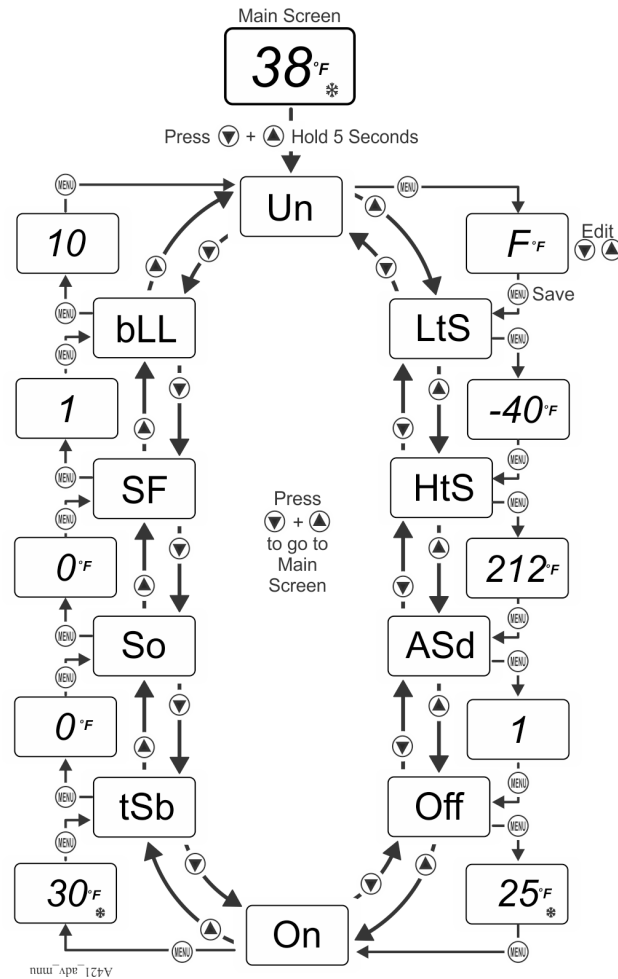 Main Screen
38°F
Press ▼ + ▲ Hold 5 Seconds
Un
MENU
MENU
10
F°F
Edit
▼ ▲
MENU Save
MENU
bLL
LtS
MENU
MENU
1
-40°F
MENU
MENU
SF
HtS
MENU
MENU
Press
▼ + ▲
to go to
Main
Screen
0°F
212°F
MENU
MENU
So
ASd
MENU
MENU
0°F
1
MENU
MENU
tSb
Off
MENU
MENU
30°F
25°F
On
MENU
MENU
A421_adv_mnu